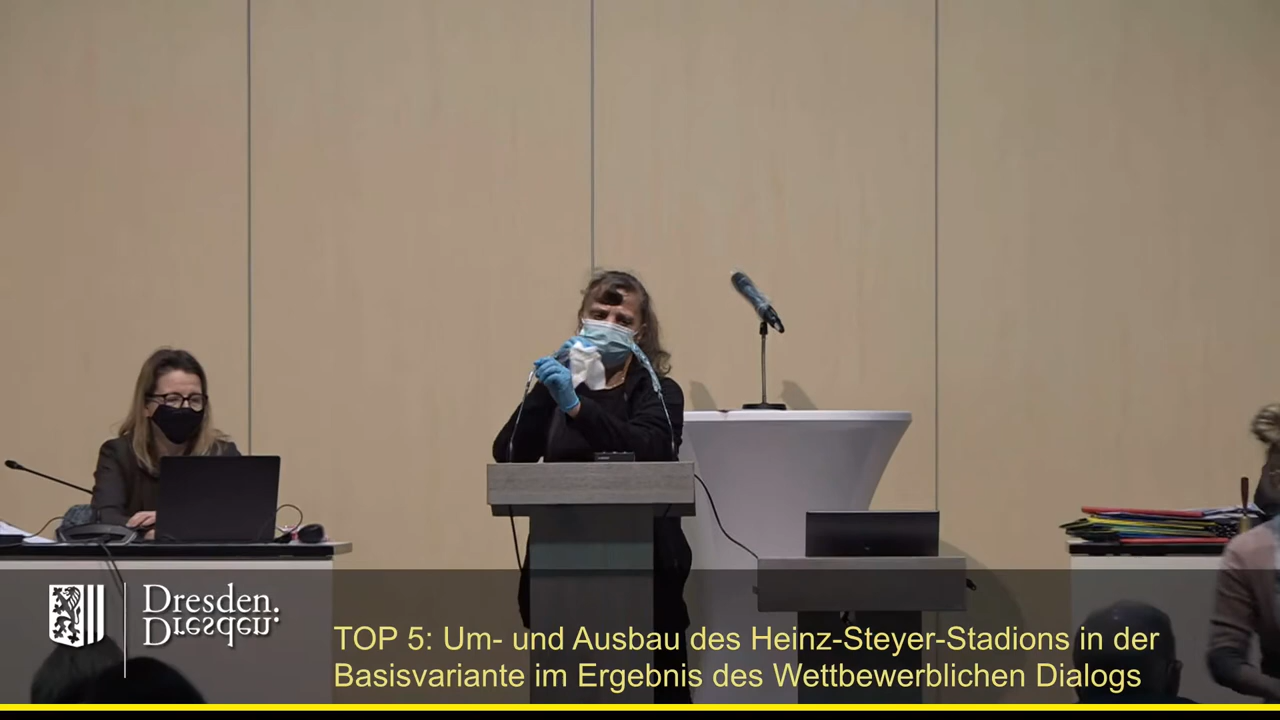 Dresden.
Dresden.
TOP 5: Um- und Ausbau des Heinz-Steyer-Stadions in der
Basisvariante im Ergebnis des Wettbewerblichen Dialogs